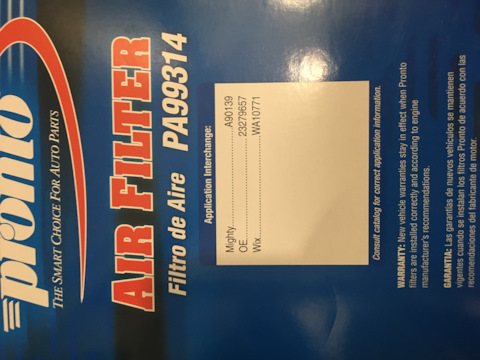 pronto
THE SMART CHOICE FOR AUTO PARTS
AIR FILTER
Filtro de Aire PA99314
Application Interchange:
Mighty..........................A90139
OE..........................23279657
Wix..........................WA10771
Consult catalog for correct application information.
WARRANTY: New vehicle warranties stay in effect when Pronto
filters are installed correctly and according to engine
manufacturer's recommendations.
GARANTIA: Las garantías de nuevos vehículos se mantienen
vigentes cuando se instalan los filtros Pronto de acuerdo con las
recomendaciones del fabricante de motor.